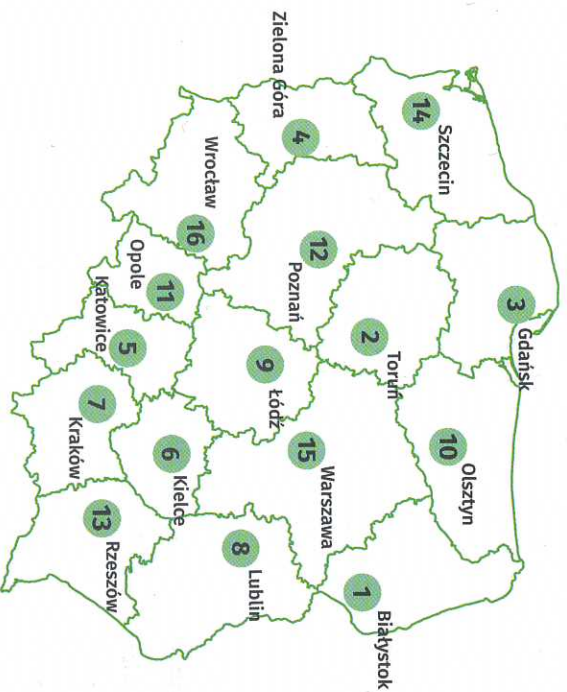 3
Gdańsk
14
Szczecin
10
Olsztyn
4
Zielona Góra
2
Toruń
1
Białystok
12
Poznań
15
Warszawa
9
Łódź
16
Wrocław
11
Opole
8
Lublin
5
Katowice
6
Kielce
7
Kraków
13
Rzeszów